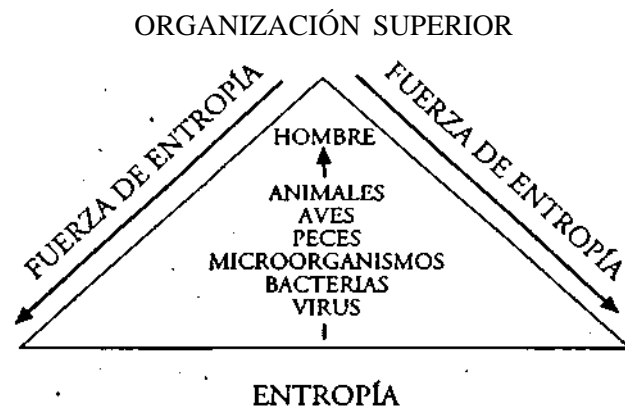 ORGANIZACIÓN SUPERIOR
FUERZA DE ENTROPÍA
FUERZA DE ENTROPÍA
HOMBRE
ANIMALES
AVES
PECES
MICROORGANISMOS
BACTERIAS
VIRUS
ENTROPÍA